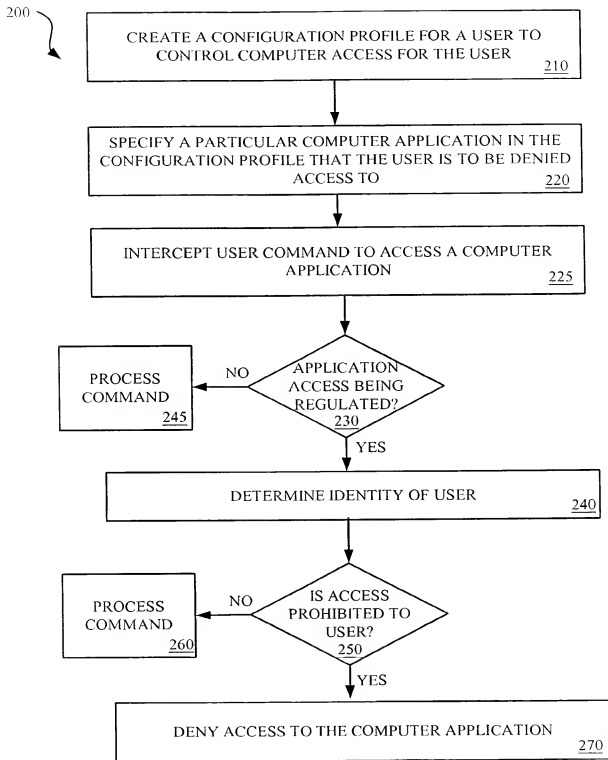 200
CREATE A CONFIGURATION PROFILE FOR A USER TO
CONTROL COMPUTER ACCESS FOR THE USER
210
SPECIFY A PARTICULAR COMPUTER APPLICATION IN THE
CONFIGURATION PROFILE THAT THE USER IS TO BE DENIED
ACCESS TO
220
INTERCEPT USER COMMAND TO ACCESS A COMPUTER
APPLICATION
225
APPLICATION
ACCESS BEING
REGULATED?
230
NO
PROCESS
COMMAND
245
YES
DETERMINE IDENTITY OF USER
240
IS ACCESS
PROHIBITED TO
USER?
250
NO
PROCESS
COMMAND
260
YES
DENY ACCESS TO THE COMPUTER APPLICATION
270